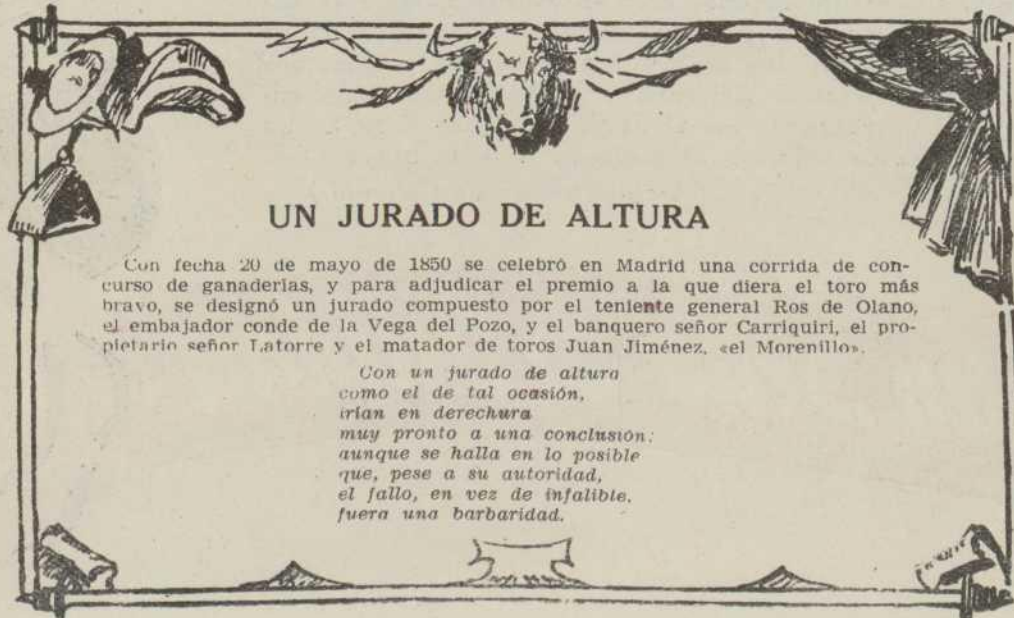 UN JURADO DE ALTURA
Con fecha 20 de mayo de 1850 se celebró en Madrid una corrida de con-
curso de ganaderías, y para adjudicar el premio a la que diera el toro más
bravo, se designó un jurado compuesto por el teniente general Ros de Olano,
el embajador conde de la Vega del Pozo, y el banquero señor Carriquiri, el pro-
pietario señor Latorre y el matador de toros Juan Jiménez, «el Morenillo».
Con un jurado de altura
como el de tal ocasión,
irían en derechura
muy pronto a una conclusión;
aunque se halla en lo posible
que, pese a su autoridad,
el fallo, en vez de infalible,
fuera una barbaridad.